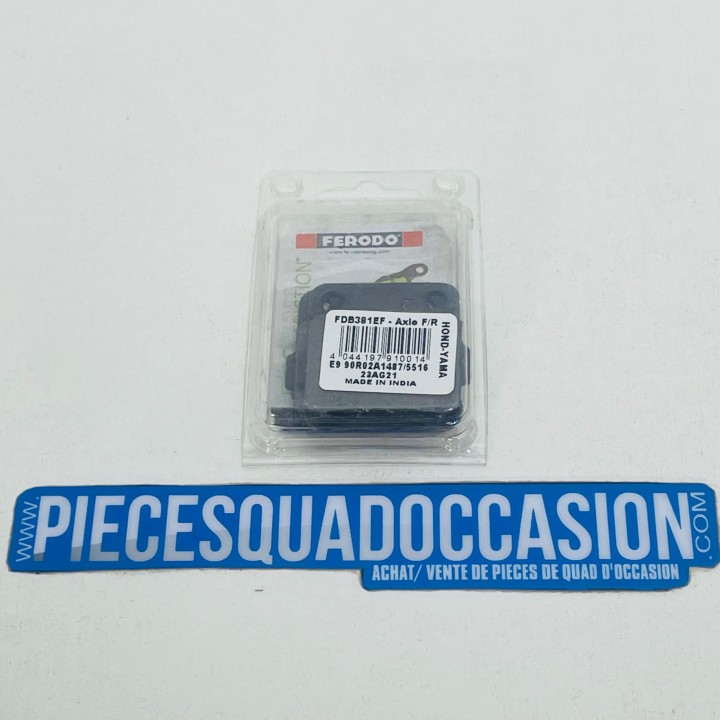 FERODO
FDB381EF - Axle F/R
HOND-YAMA
4 044197 910014
E9 90R02A1487/5516
23AG21
MADE IN INDIA
WWW.PIECESQUADOCCASION.COM
ACHAT/ VENTE DE PIECES DE QUAD D'OCCASION